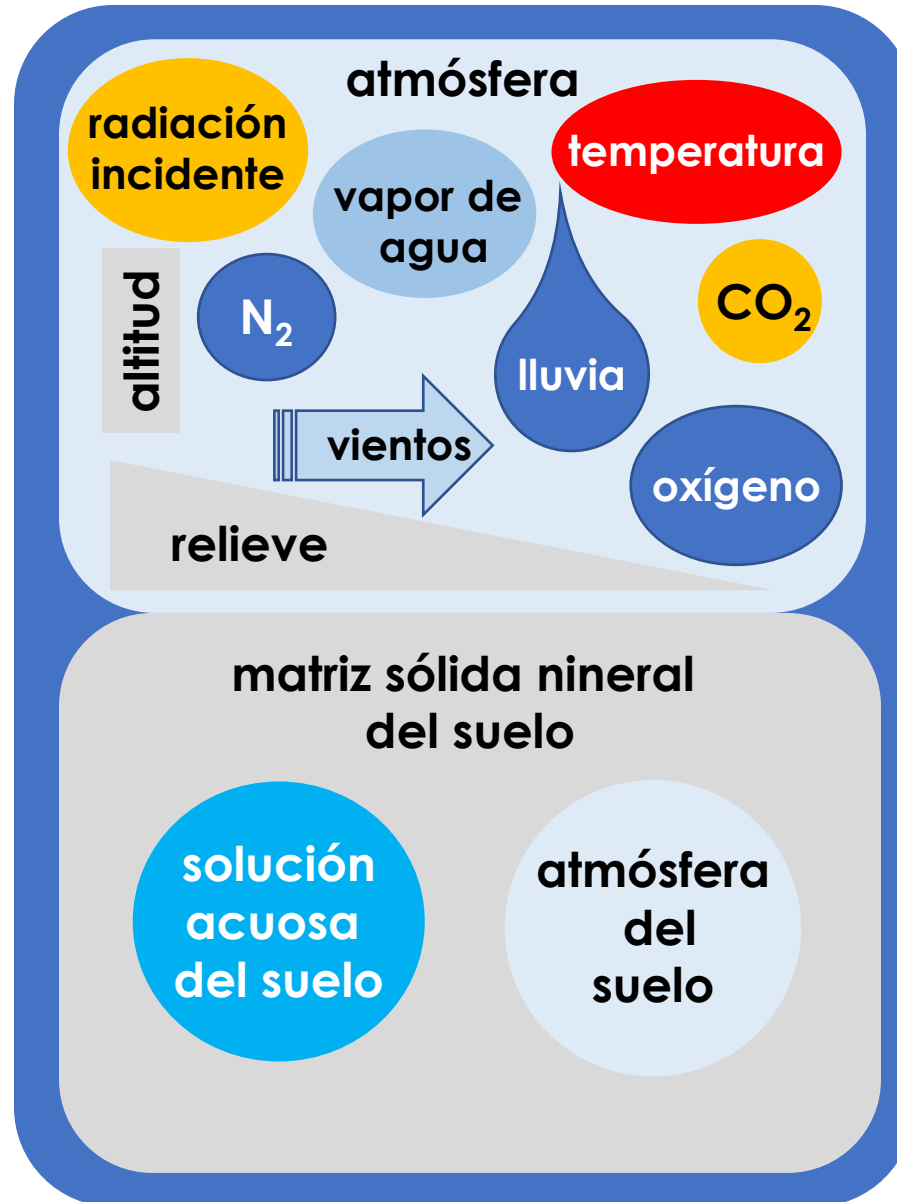 atmósfera
radiación
incidente
temperatura
vapor de
agua
altitud
N₂
CO₂
lluvia
vientos
oxígeno
relieve
matriz sólida nineral
del suelo
solución
acuosa
del suelo
atmósfera
del
suelo